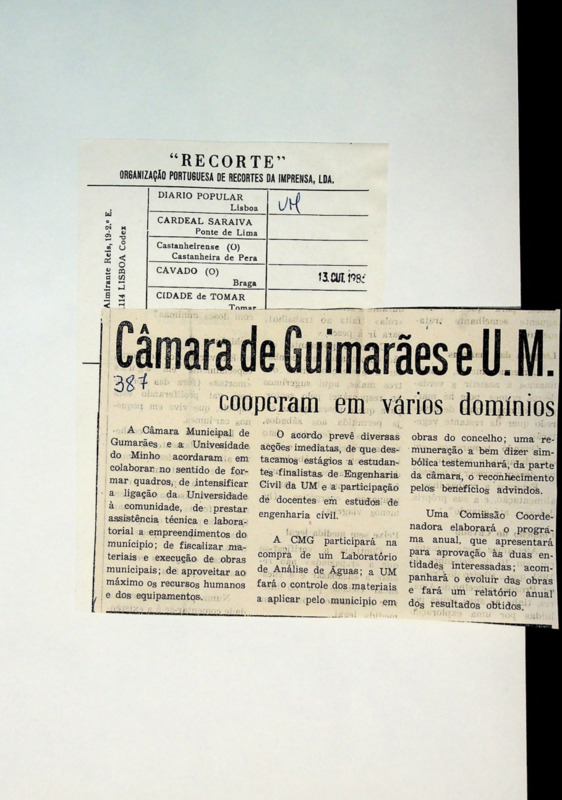 "RECORTE"
ORGANIZAÇÃO PORTUGUESA DE RECORTES DA IMPRENSA, LDA.
Almirante Reis, 19-2.º E.
1114 LISBOA Codex
DIARIO POPULAR
Lisboa
UM
CARDEAL SARAIVA
Ponte de Lima
Castanheirense (O)
Castanheira de Pera
CAVADO (O)
Braga
13. OUT. 198
CIDADE de TOMAR
Tomar
Câmara de Guimarães e U. M.
387
cooperam em vários domínios
A Câmara Municipal de
Guimarães e a Univesidade
do Minho acordaram em
colaborar no sentido de for-
mar quadros, de intensificar
a ligação da Universidade
à comunidade, de prestar
assistência técnica e labora-
torial a empreendimentos do
município; de fiscalizar ma-
teriais e execução de obras
municipais; de aproveitar ao
máximo os recursos humanos
e dos equipamentos.
O acordo prevê diversas
acções imediatas, de que des-
tacamos estágios a estudan-
tes finalistas de Engenharia
Civil da UM e a participação
de docentes em estudos de
engenharia civil.
A CMG participará na
compra de um Laboratório
de Análise de Águas; a UM
fará o controle dos materiais
a aplicar pelo município em
obras do concelho; uma re-
muneração a bem dizer sim-
bólica testemunhará, da parte
da câmara, o reconhecimento
pelos benefícios advindos.
Uma Comissão Coorde-
nadora elaborará o progra-
ma anual, que apresentará
para aprovação às duas en-
tidades interessadas; acom-
panhará o evoluir das obras
e fará um relatório anual
dos resultados obtidos.